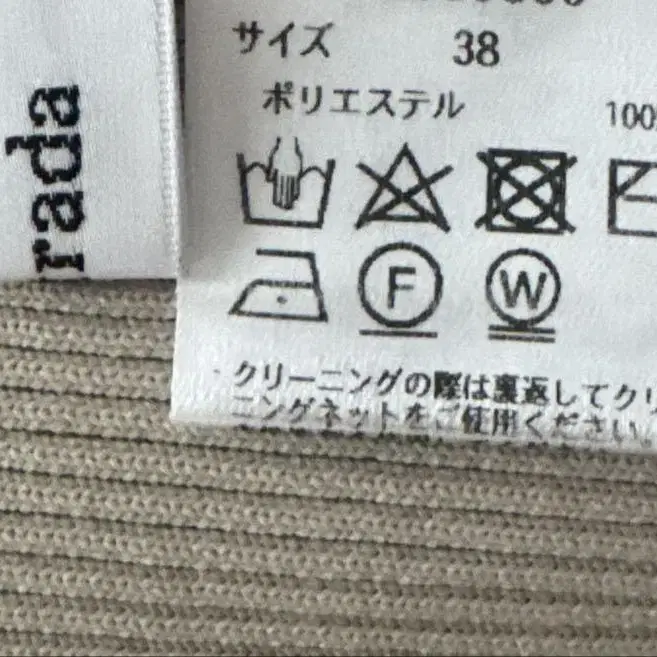 サイズ 38
ポリエステル 100
F W
クリーニングの際は裏返してクリ
ニングネットをご使用ください。
rada